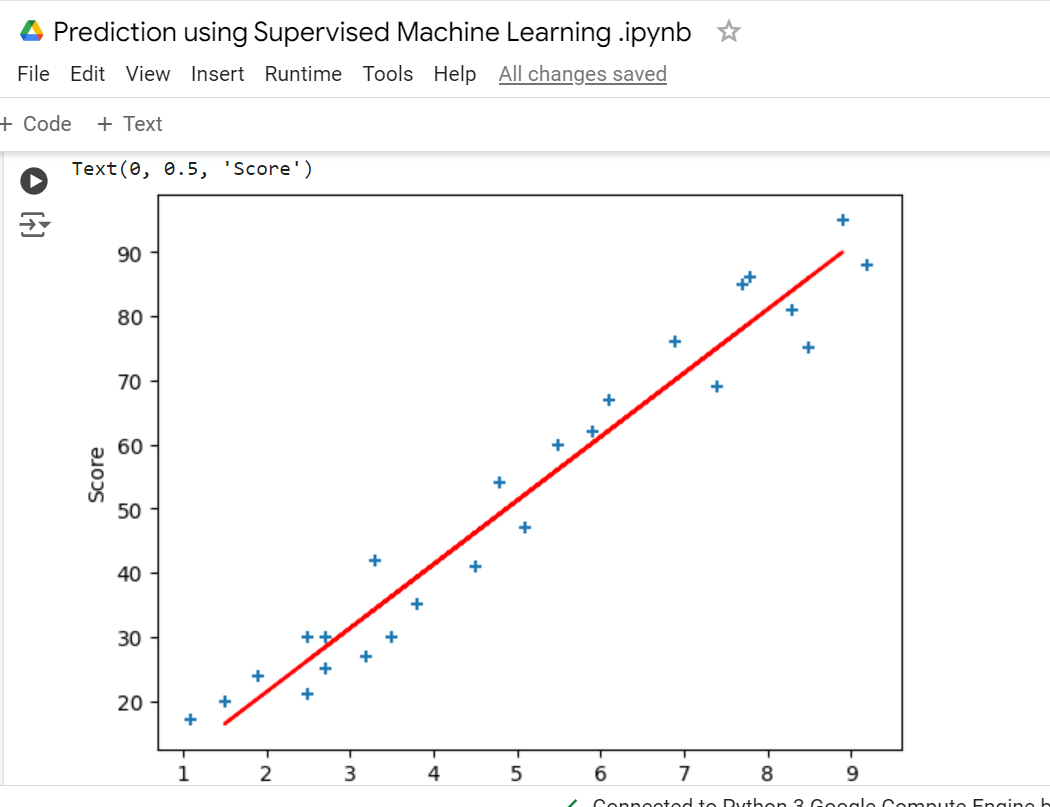 Prediction using Supervised Machine Learning .ipynb
File Edit View Insert Runtime Tools Help All changes saved
+ Code + Text
Text(0, 0.5, 'Score')
90
80
70
60
Score
50
40
30
20
1 2 3 4 5 6 7 8 9
Connected to Python 3 Google Compute Engine